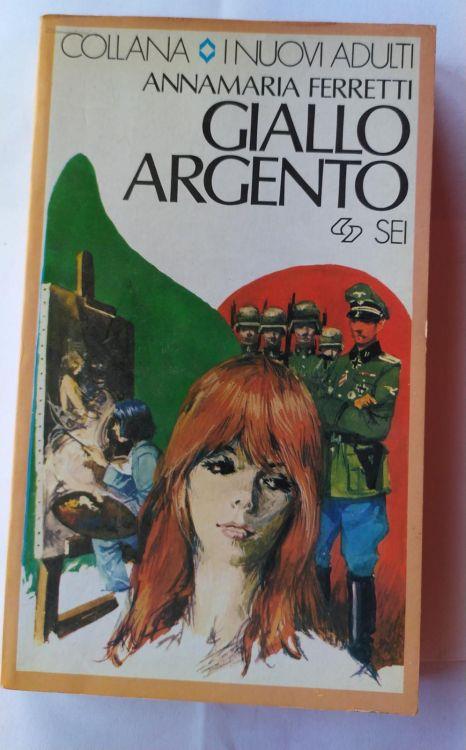 COLLANA I NUOVI ADULTI
ANNAMARIA FERRETTI
GIALLO
ARGENTO
SEI